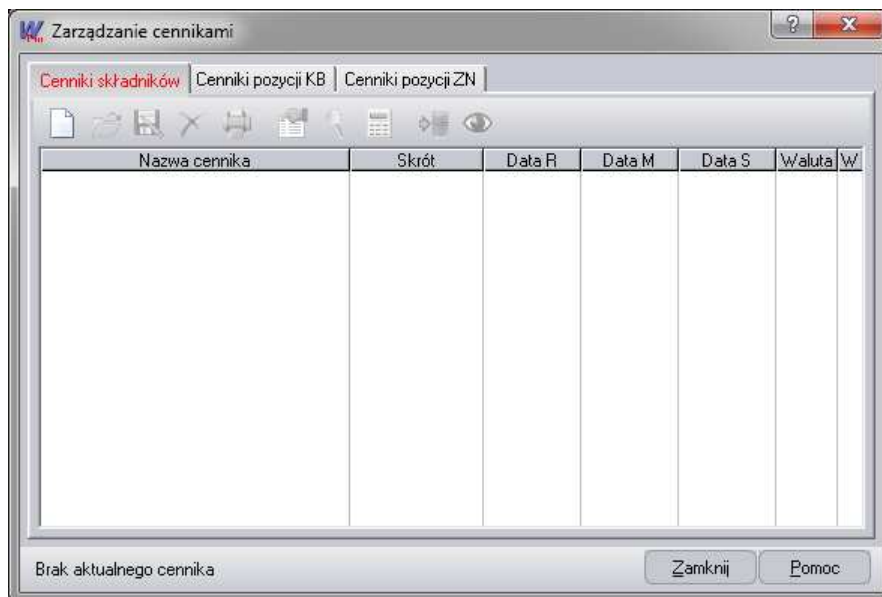 Zarządzanie cennikami
Cenniki składników Cenniki pozycji KB Cenniki pozycji ZN
Nazwa cennika Skrót Data R Data M Data S Waluta W
Brak aktualnego cennika Zamknij Pomoc